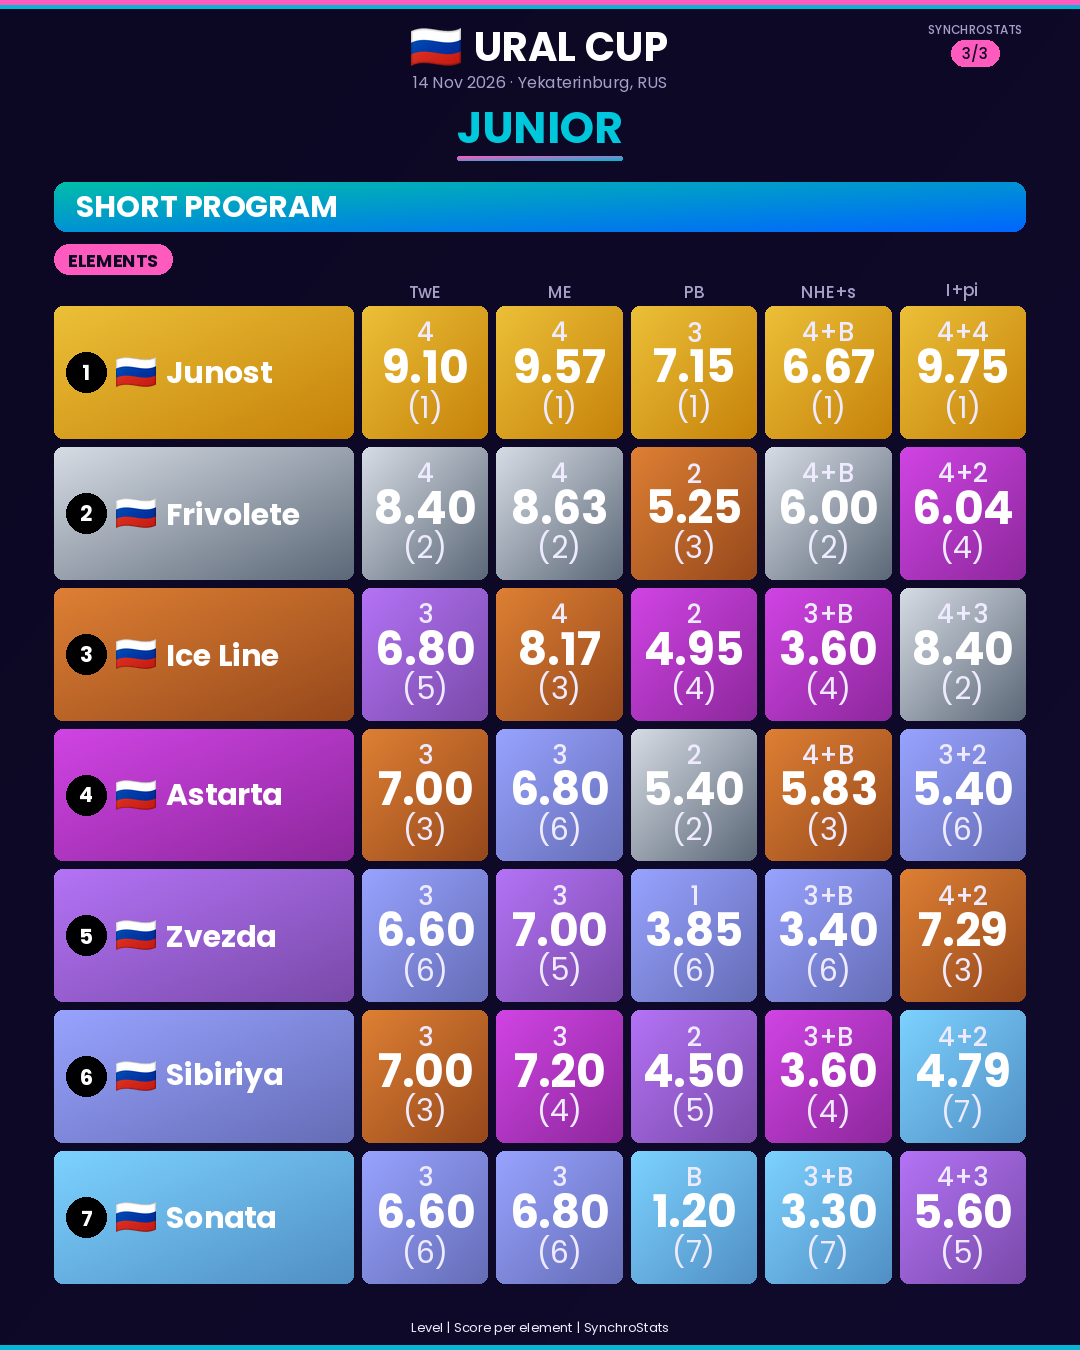 URAL CUP
SYNCHROSTATS
3/3
14 Nov 2026 · Yekaterinburg, RUS
JUNIOR
SHORT PROGRAM
ELEMENTS
TwE ME PB NHE+s I+pi
4 4 3 4+B 4+4
1 Junost 9.10 9.57 7.15 6.67 9.75
(1) (1) (1) (1) (1)
4 4 2 4+B 4+2
2 Frivolete 8.40 8.63 5.25 6.00 6.04
(2) (2) (3) (2) (4)
3 4 2 3+B 4+3
3 Ice Line 6.80 8.17 4.95 3.60 8.40
(5) (3) (4) (4) (2)
3 3 2 4+B 3+2
4 Astarta 7.00 6.80 5.40 5.83 5.40
(3) (6) (2) (3) (6)
3 3 1 3+B 4+2
5 Zvezda 6.60 7.00 3.85 3.40 7.29
(6) (5) (6) (6) (3)
3 3 2 3+B 4+2
6 Sibiriya 7.00 7.20 4.50 3.60 4.79
(3) (4) (5) (4) (7)
3 3 B 3+B 4+3
7 Sonata 6.60 6.80 1.20 3.30 5.60
(6) (6) (7) (7) (5)
Level | Score per element | SynchroStats